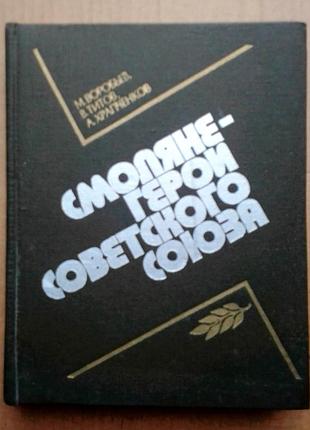 М. ВОРОБЬЕВ,
В. ТИТОВ,
А. ХРАПЧЕНКОВ
СМОЛЯНЕ-
ГЕРОИ
СОВЕТСКОГО
СОЮЗА